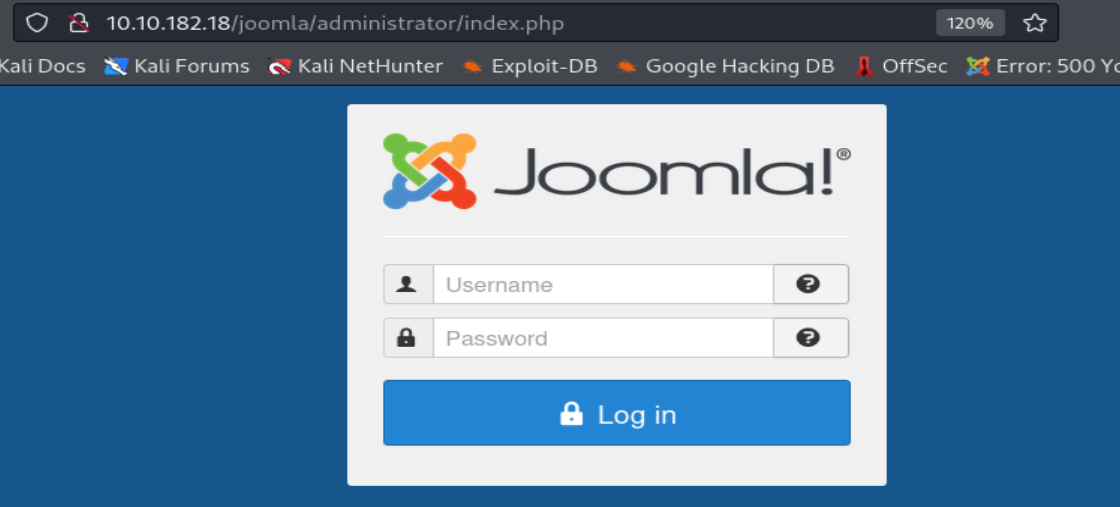 10.10.182.18/joomla/administrator/index.php 120%
Kali Docs Kali Forums Kali NetHunter Exploit-DB Google Hacking DB OffSec Error: 500 Yo
Joomla!®
Username
Password
Log in